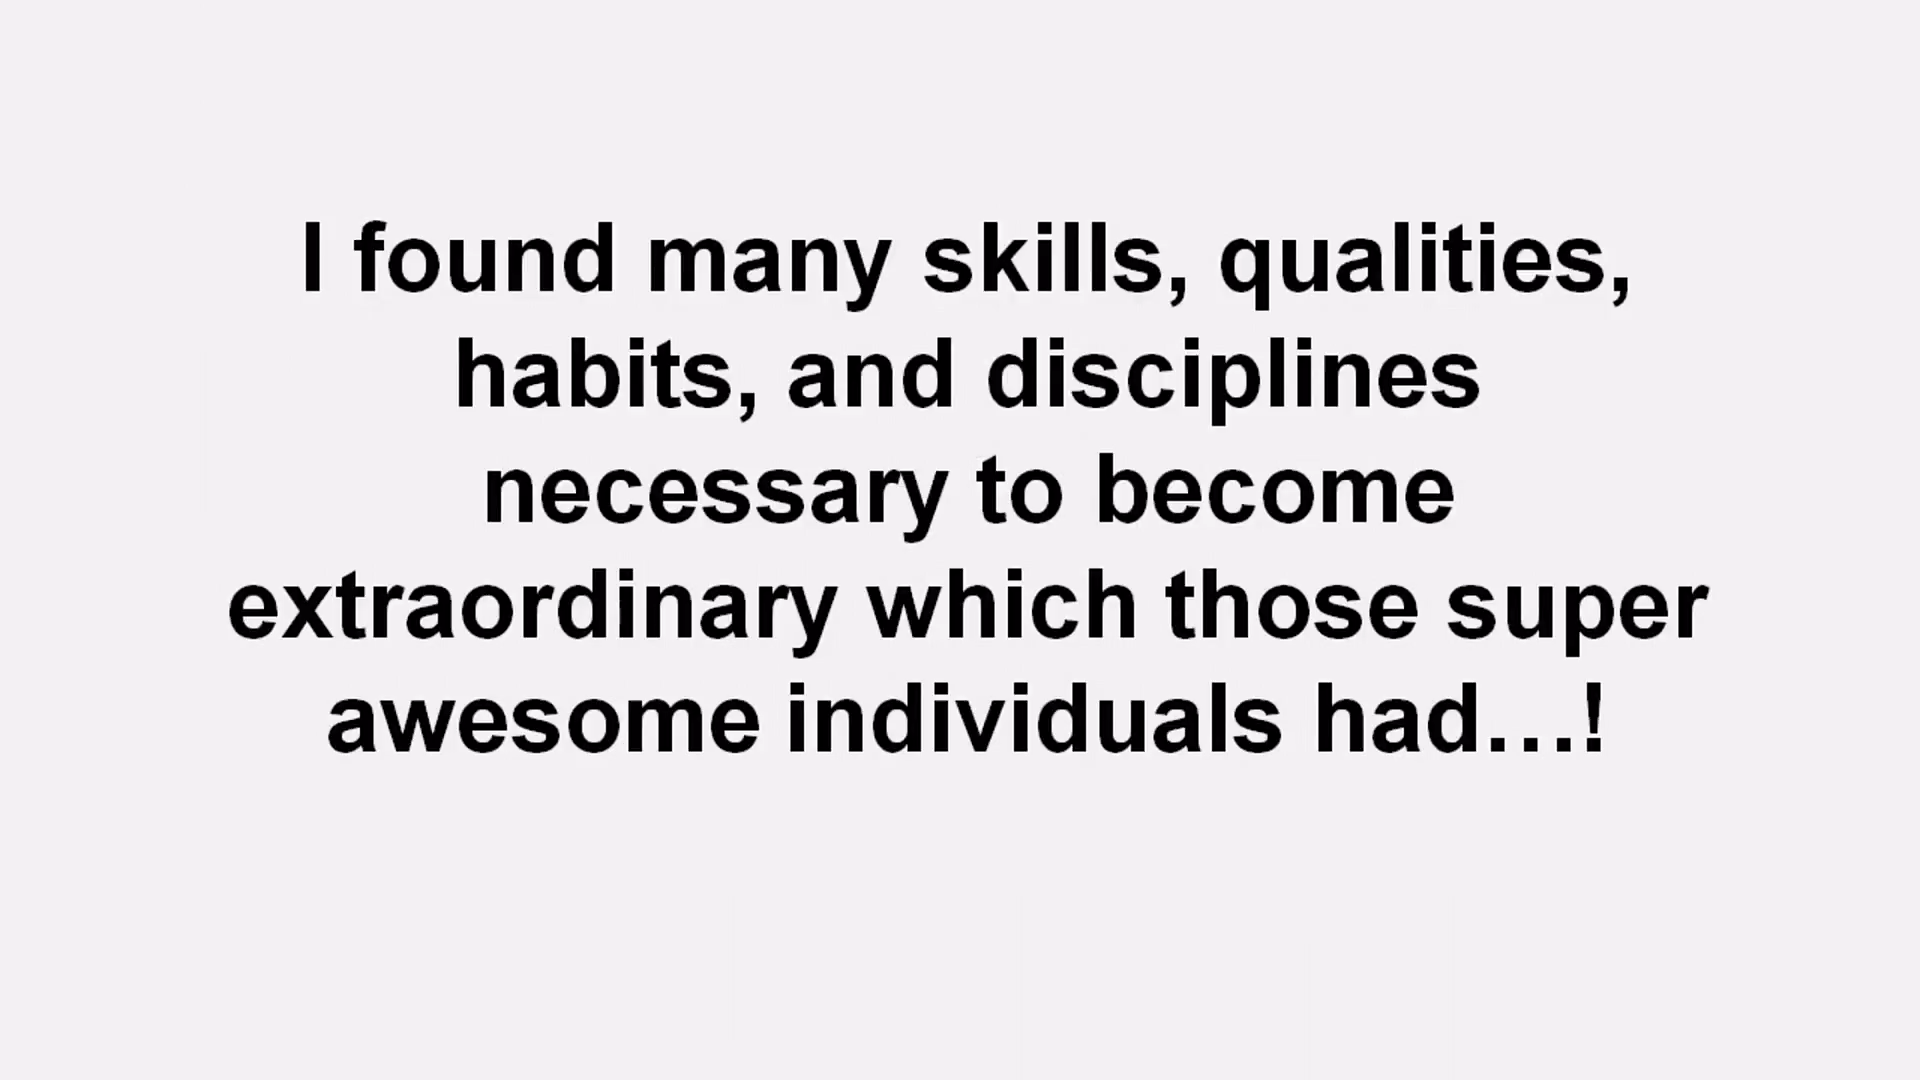 I found many skills, qualities,
habits, and disciplines
necessary to become
extraordinary which those super
awesome individuals had...!